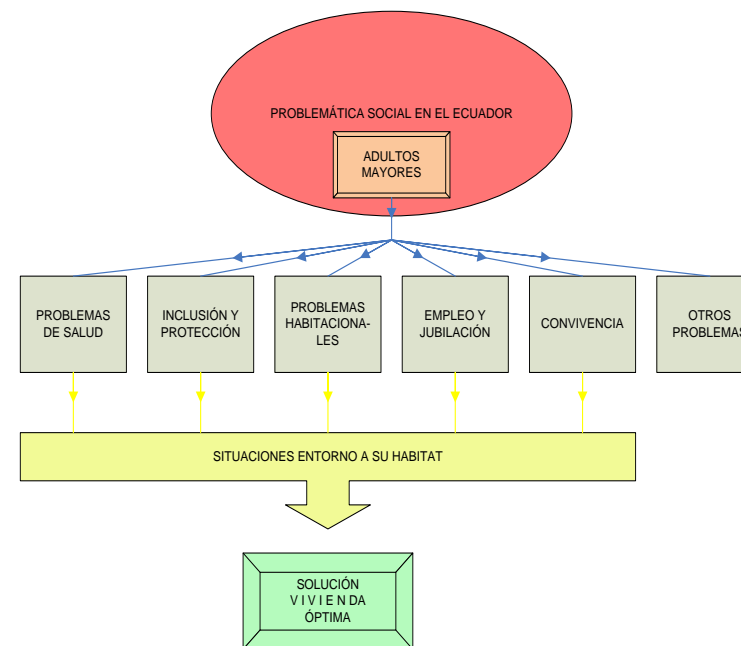 PROBLEMÁTICA SOCIAL EN EL ECUADOR
ADULTOS
MAYORES
PROBLEMAS
DE SALUD
INCLUSIÓN Y
PROTECCIÓN
PROBLEMAS
HABITACIONA-
LES
EMPLEO Y
JUBILACIÓN
CONVIVENCIA
OTROS
PROBLEMAS
SITUACIONES ENTORNO A SU HABITAT
SOLUCIÓN
V I V I E N DA
ÓPTIMA